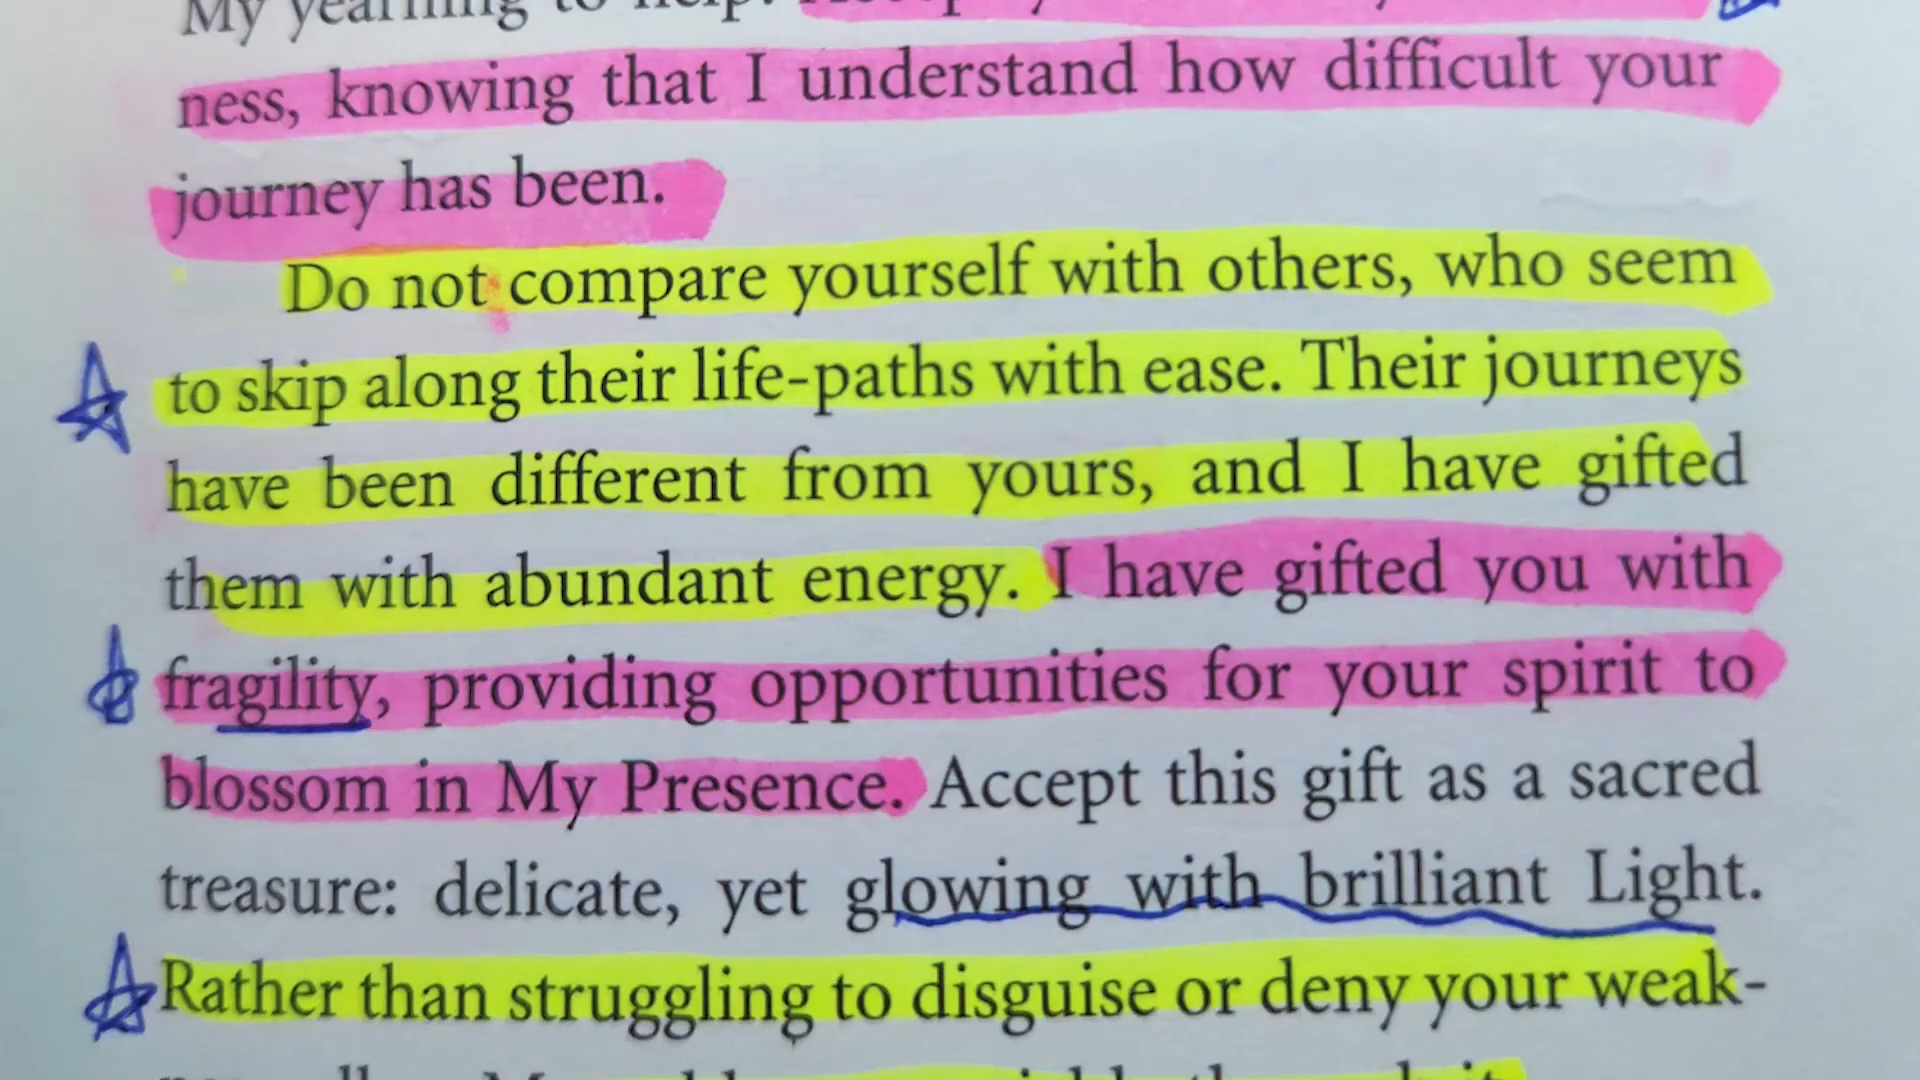 My yearning to help.
ness, knowing that I understand how difficult your
journey has been.
Do not compare yourself with others, who seem
to skip along their life-paths with ease. Their journeys
have been different from yours, and I have gifted
them with abundant energy. I have gifted you with
fragility, providing opportunities for your spirit to
blossom in My Presence. Accept this gift as a sacred
treasure: delicate, yet glowing with brilliant Light.
Rather than struggling to disguise or deny your weak-